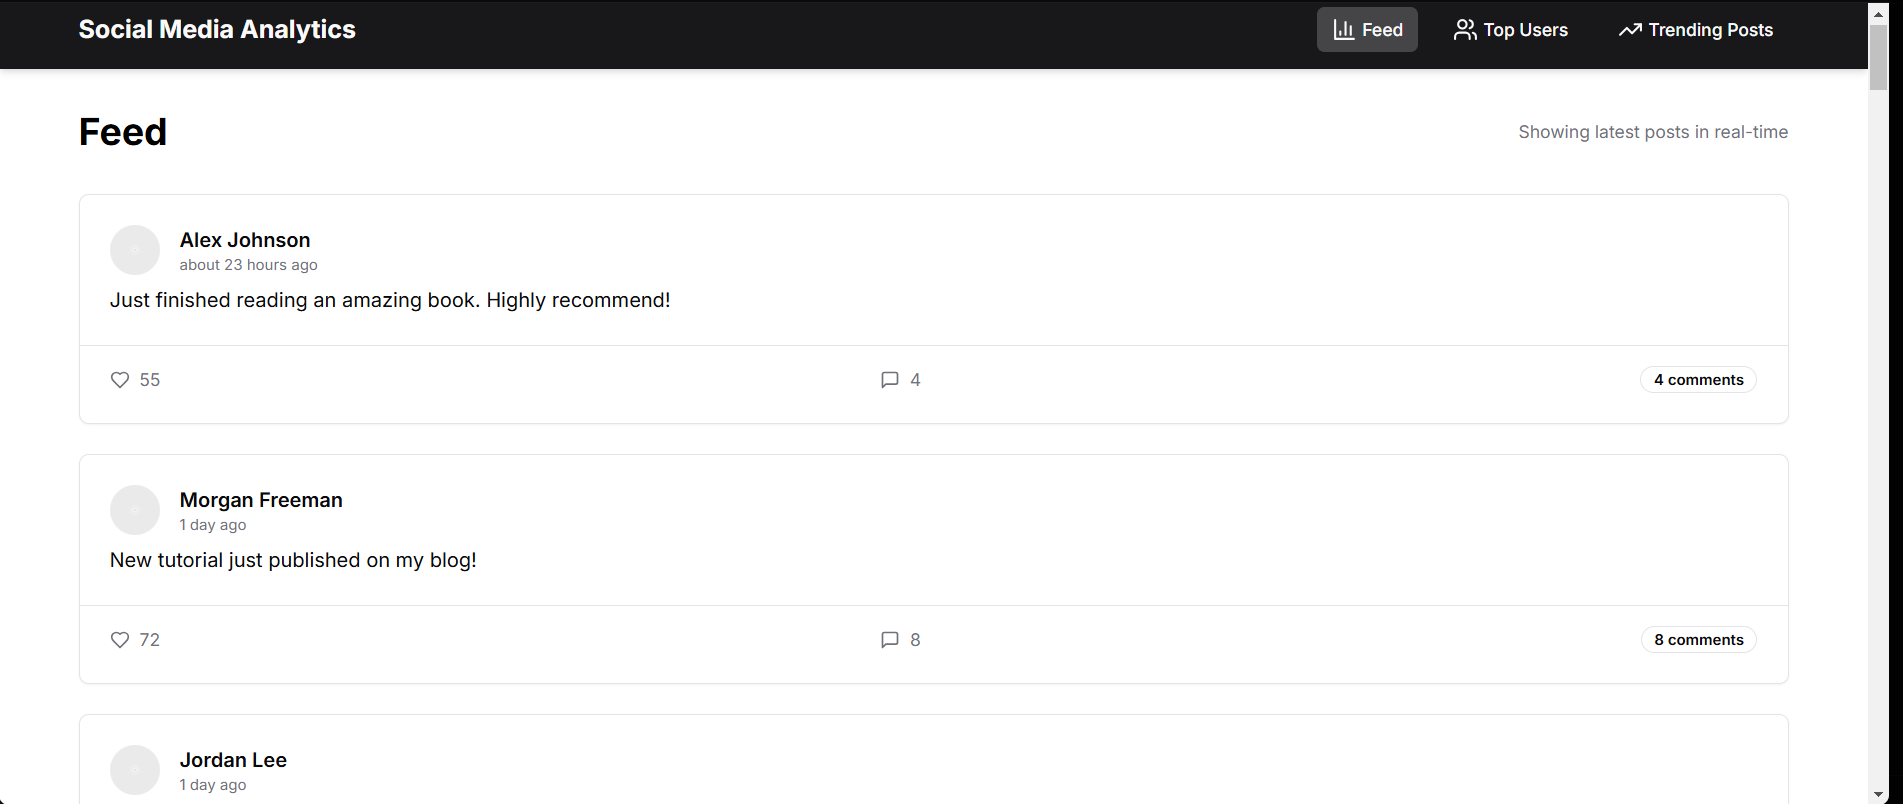 Social Media Analytics
Feed
Top Users
Trending Posts
Feed
Showing latest posts in real-time
Alex Johnson
about 23 hours ago
Just finished reading an amazing book. Highly recommend!
55
4
4 comments
Morgan Freeman
1 day ago
New tutorial just published on my blog!
72
8
8 comments
Jordan Lee
1 day ago